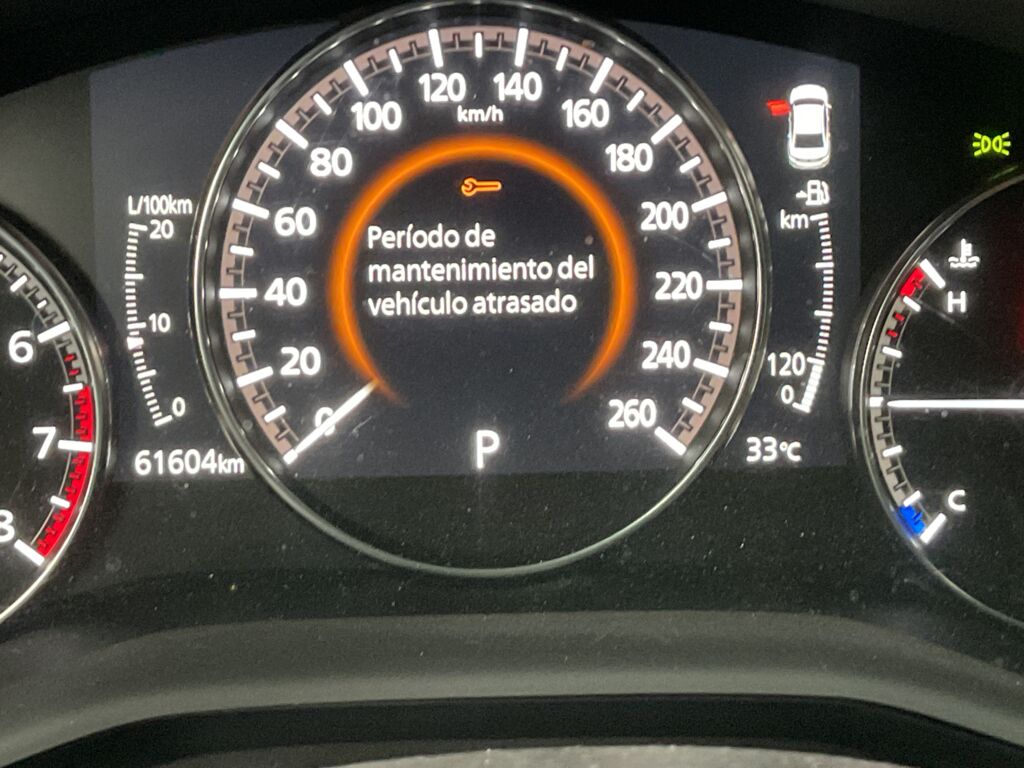 120
140
km/h
100
160
80
180
L/100km
20
60
200
km
40
220
10
20
240
120
0
0
0
260
61604km
33°C
Período de
mantenimiento del
vehículo atrasado
P
6
7
8
H
C